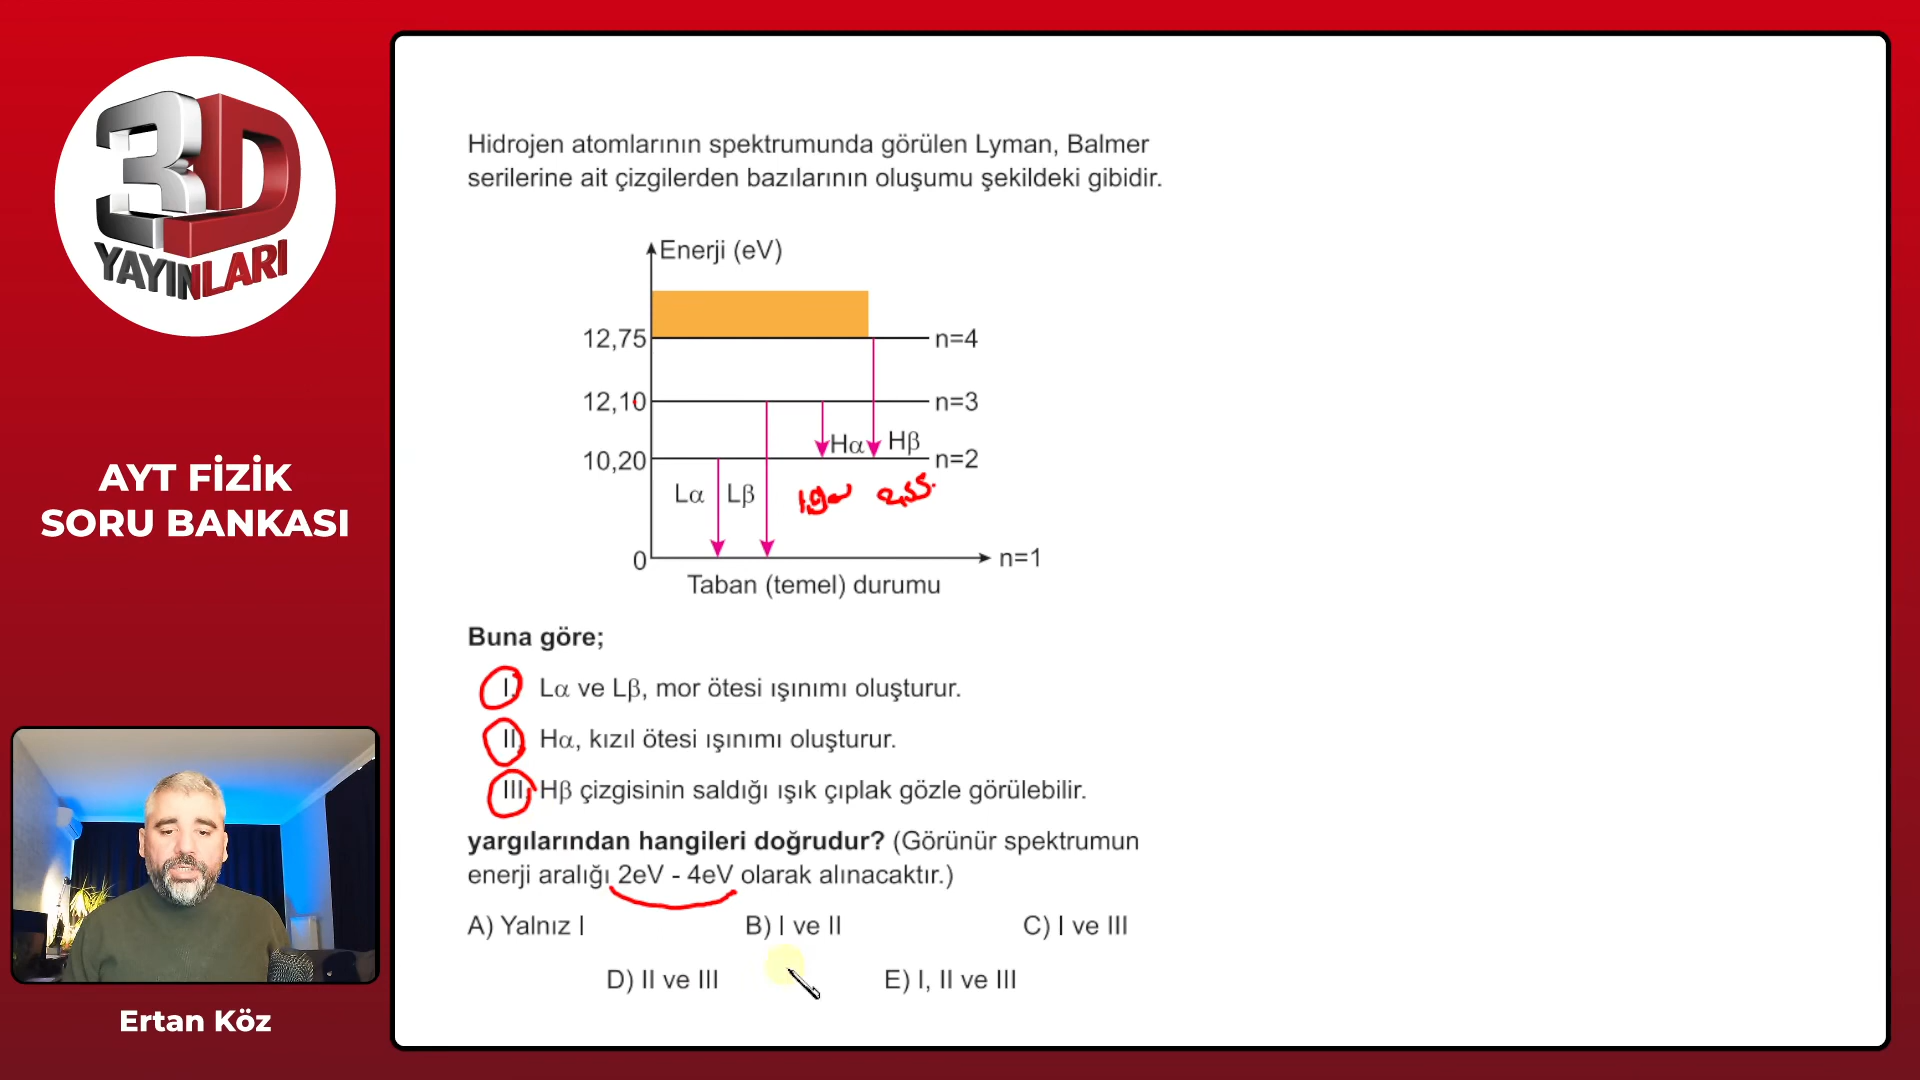 3D
YAYINLARI
AYT FİZİK
SORU BANKASI
Ertan Köz
Hidrojen atomlarının spektrumunda görülen Lyman, Balmer
serilerine ait çizgilerden bazılarının oluşumu şekildeki gibidir.
Enerji (eV)
12,75 n=4
12,10 n=3
Hα Hβ
10,20 n=2
Lα Lβ 2,55
0 n=1
Taban (temel) durumu
Buna göre;
I. Lα ve Lβ, mor ötesi ışınımı oluşturur.
II. Hα, kızıl ötesi ışınımı oluşturur.
III. Hβ çizgisinin saldığı ışık çıplak gözle görülebilir.
yargılarından hangileri doğrudur? (Görünür spektrumun
enerji aralığı 2eV - 4eV olarak alınacaktır.)
A) Yalnız I B) I ve II C) I ve III
D) II ve III E) I, II ve III